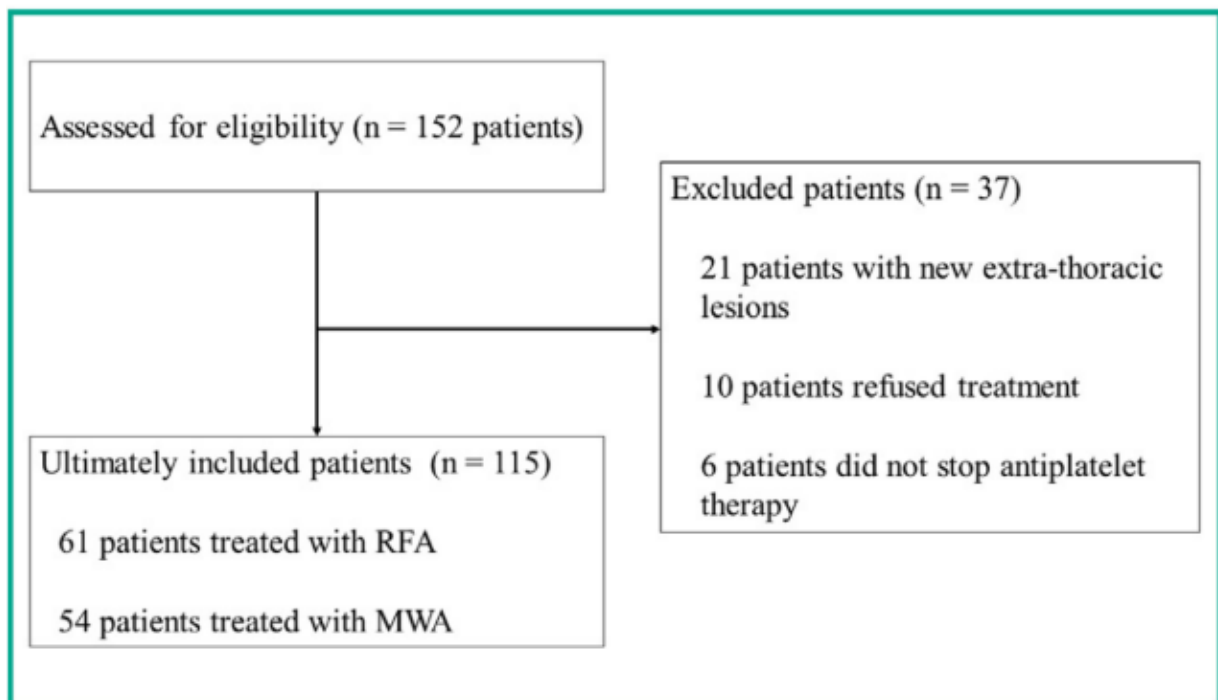 Assessed for eligibility (n = 152 patients)
Excluded patients (n = 37)
21 patients with new extra-thoracic
lesions
10 patients refused treatment
6 patients did not stop antiplatelet
therapy
Ultimately included patients (n = 115)
61 patients treated with RFA
54 patients treated with MWA